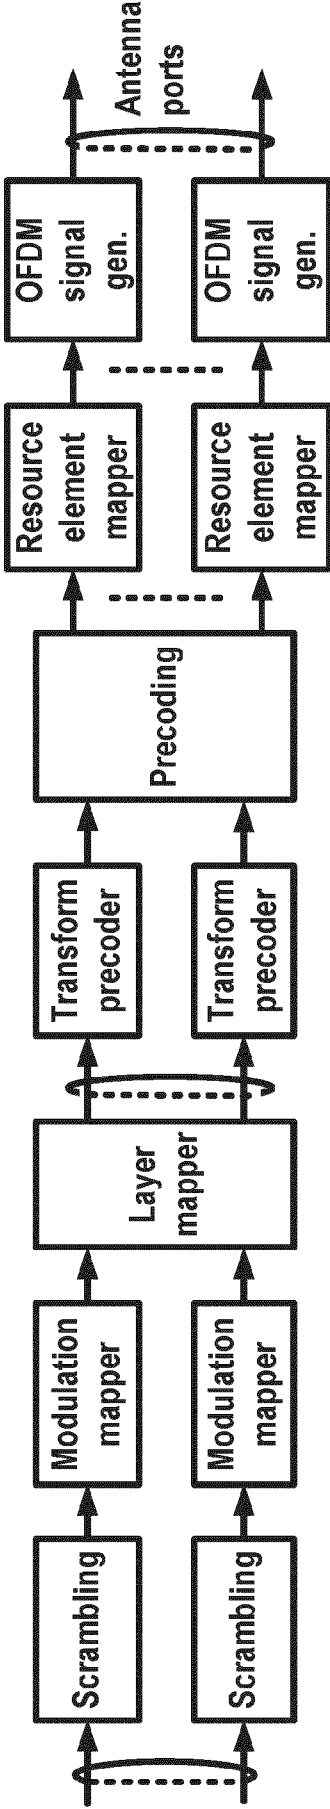 Scrambling
Modulation
mapper
Layer
mapper
Transform
precoder
Precoding
Resource
element
mapper
OFDM
signal
gen.
Antenna
ports
Scrambling
Modulation
mapper
Transform
precoder
Resource
element
mapper
OFDM
signal
gen.